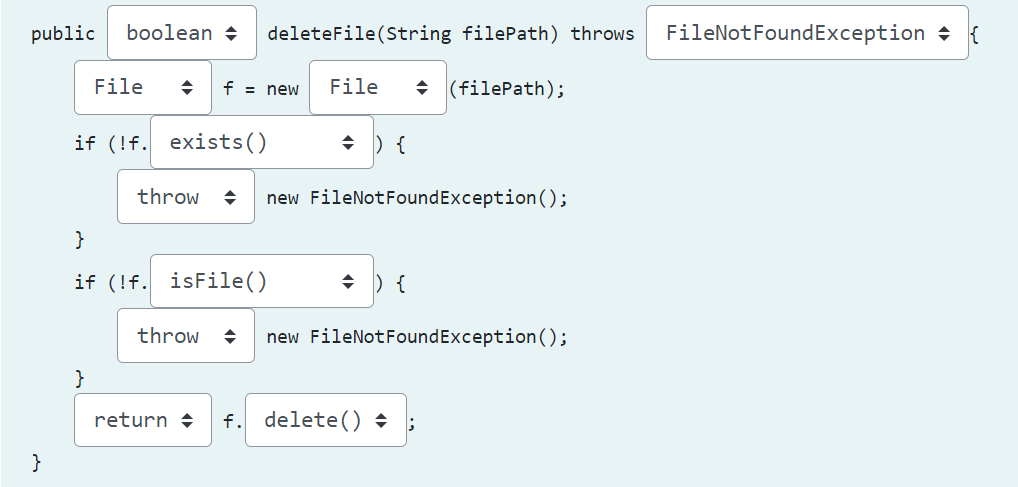 public boolean deleteFile(String filePath) throws FileNotFoundException {
File f = new File (filePath);
if (!f. exists() ) {
throw new FileNotFoundException();
}
if (!f. isFile() ) {
throw new FileNotFoundException();
}
return f. delete() ;
}